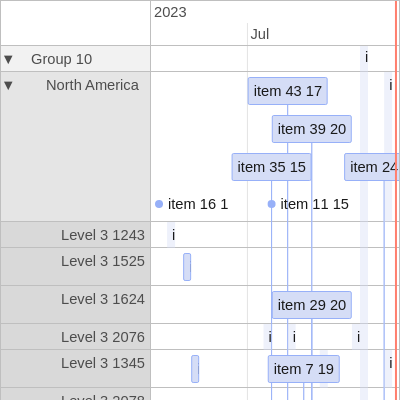 2023
Jul
▼ Group 10
i
▼ North America
item 43 17
i
item 39 20
item 35 15
item 24
item 16 1
item 11 15
Level 3 1243
i
Level 3 1525
Level 3 1624
item 29 20
Level 3 2076
i i i
Level 3 1345
item 7 19
i
Level 3 2078